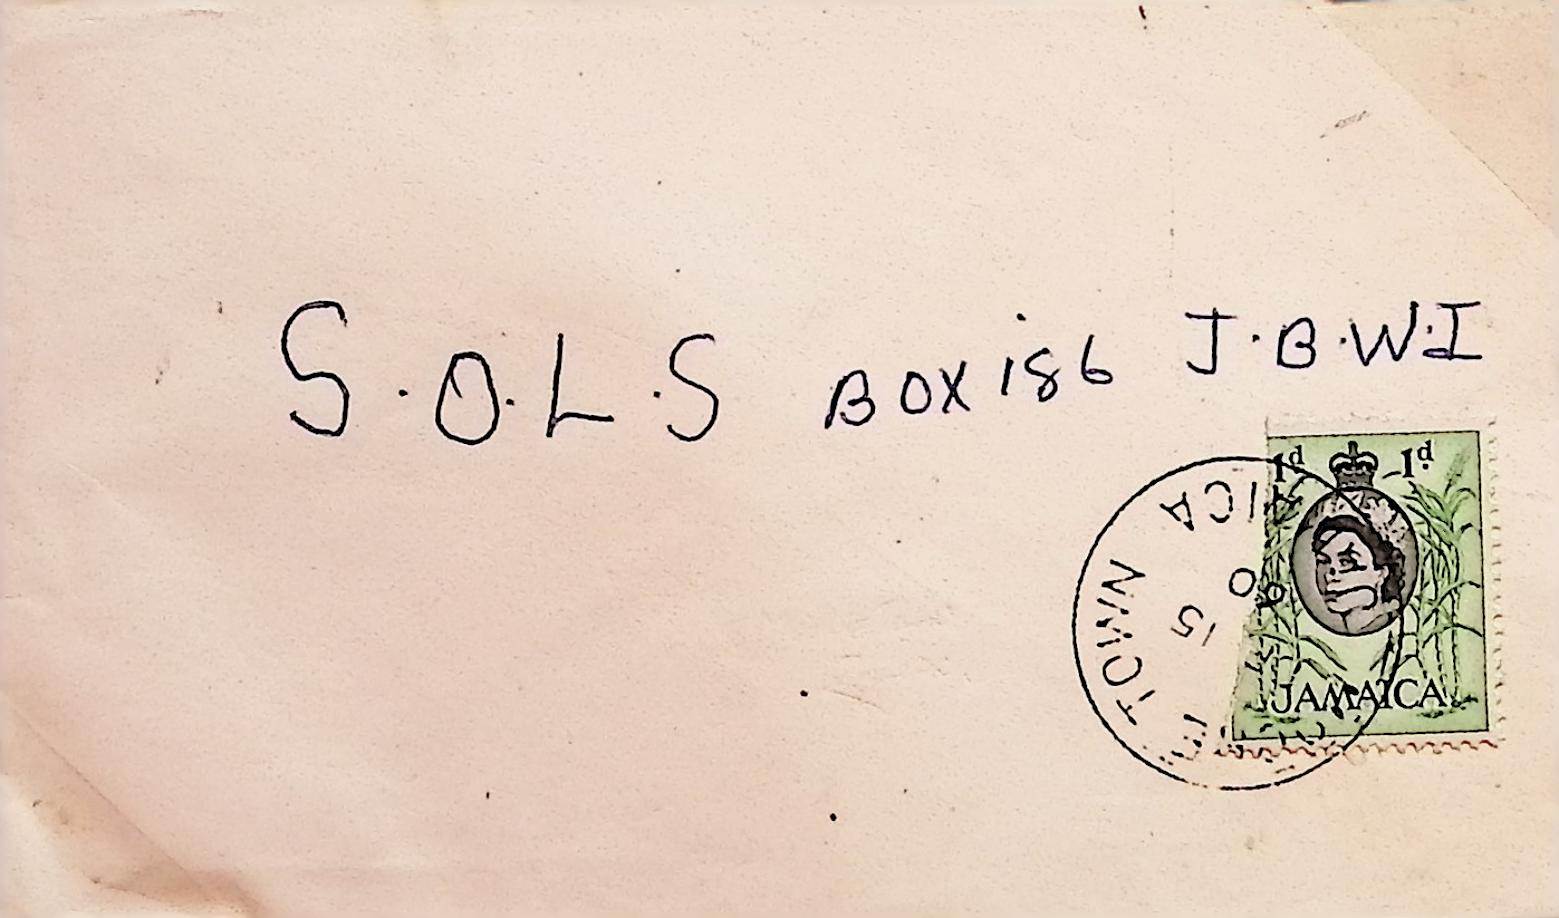 S.O.L.S BOX 186 J.B.W.I
1d 1d
JAMAICA
TOWN
15